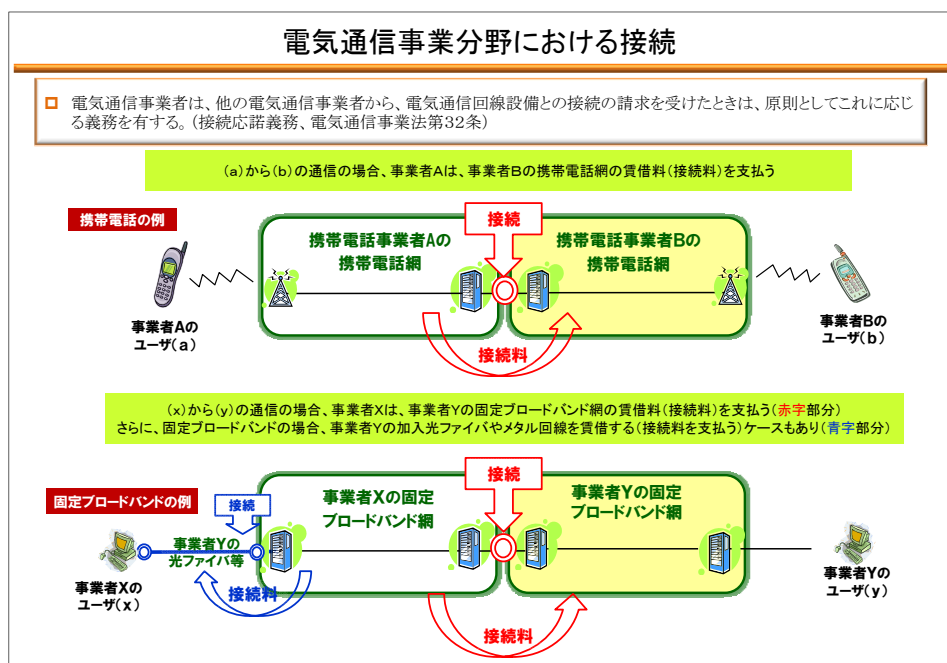 電気通信事業分野における接続
電気通信事業者は、他の電気通信事業者から、電気通信回線設備との接続の請求を受けたときは、原則としてこれに応じ
る義務を有する。(接続応諾義務、電気通信事業法第32条)
(a)から(b)の通信の場合、事業者Aは、事業者Bの携帯電話網の賃借料(接続料)を支払う
携帯電話の例
接続
携帯電話事業者Aの
携帯電話網
携帯電話事業者Bの
携帯電話網
事業者Aの
ユーザ(a)
事業者Bの
ユーザ(b)
接続料
(x)から(y)の通信の場合、事業者Xは、事業者Yの固定ブロードバンド網の賃借料(接続料)を支払う(赤字部分)
さらに、固定ブロードバンドの場合、事業者Yの加入光ファイバやメタル回線を賃借する(接続料を支払う)ケースもあり(青字部分)
接続
固定ブロードバンドの例
接続
事業者Xの固定
ブロードバンド網
事業者Yの固定
ブロードバンド網
事業者Yの
光ファイバ等
事業者Xの
ユーザ(x)
接続料
事業者Yの
ユーザ(y)
接続料